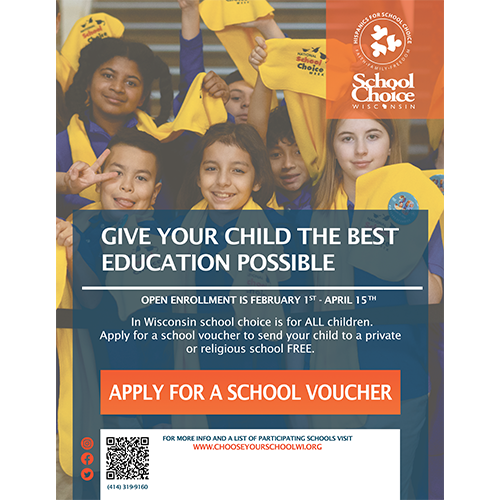 HISPANICS FOR SCHOOL CHOICE
FAITH•FAMILY•FREEDOM
School
Choice
WISCONSIN
NATIONAL
School
Choice
WEEK
GIVE YOUR CHILD THE BEST
EDUCATION POSSIBLE
OPEN ENROLLMENT IS FEBRUARY 1ST - APRIL 15TH
In Wisconsin school choice is for ALL children.
Apply for a school voucher to send your child to a private
or religious school FREE.
APPLY FOR A SCHOOL VOUCHER
FOR MORE INFO AND A LIST OF PARTICIPATING SCHOOLS VISIT
WWW.CHOOSEYOURSCHOOLWI.ORG
(414) 319-9160